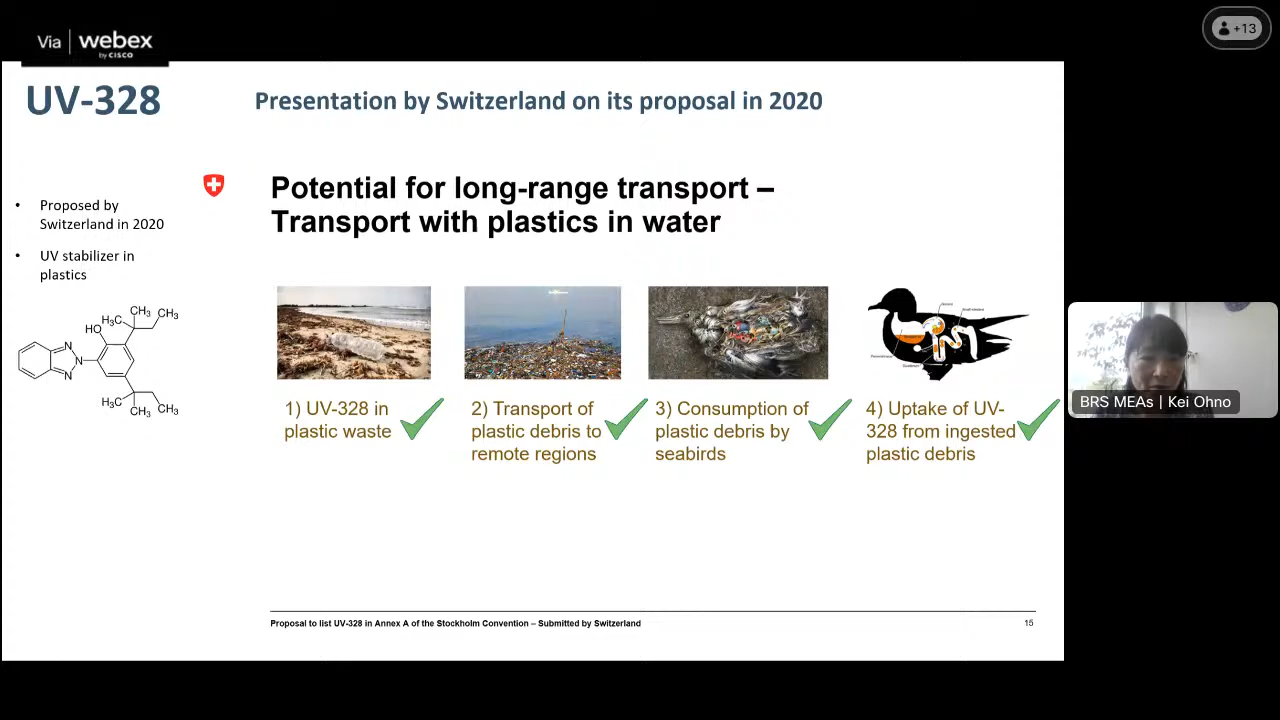 Via webex
by CISCO
+13
UV-328
Presentation by Switzerland on its proposal in 2020
• Proposed by
Switzerland in 2020
• UV stabilizer in
plastics
Potential for long-range transport –
Transport with plastics in water
1) UV-328 in
plastic waste
2) Transport of
plastic debris to
remote regions
3) Consumption of
plastic debris by
seabirds
4) Uptake of UV-
328 from ingested
plastic debris
CH₃
H₃C
CH₃
HO
N
N
N
H₃C
CH₃
CH₃
BRS MEAs | Kei Ohno
Proposal to list UV-328 in Annex A of the Stockholm Convention – Submitted by Switzerland
15